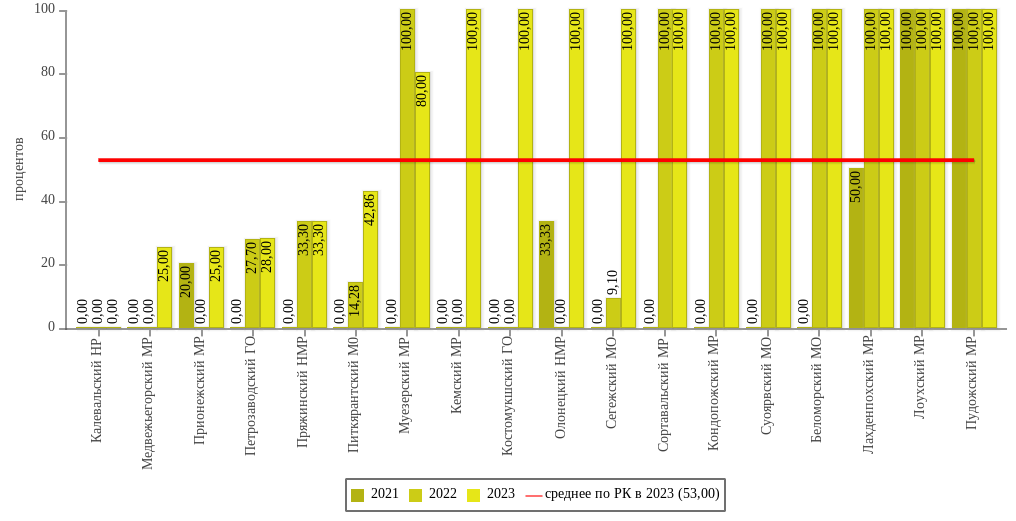 процентов
100
80
60
40
20
0
0,00 0,00 0,00
0,00 0,00 25,00
20,00 0,00 25,00
0,00 27,70 28,00
0,00 33,30 33,30
0,00 14,28 42,86
0,00 100,00 80,00
0,00 0,00 100,00
0,00 0,00 100,00
33,33 0,00 100,00
0,00 9,10 100,00
0,00 100,00 100,00
0,00 100,00 100,00
0,00 100,00 100,00
0,00 100,00 100,00
50,00 100,00 100,00
100,00 100,00 100,00
100,00 100,00 100,00
Калевальский НР
Медвежьегорский МР
Прионежский МР
Петрозаводский ГО
Пряжинский НМР
Питкярантский М0
Муезерский МР
Кемский МР
Костомукшский ГО
Олонецкий НМР
Сегежский МО
Сортавальский МР
Кондопожский МР
Суоярвский МО
Беломорский МО
Лахденпохский МР
Лоухский МР
Пудожский МР
2021 2022 2023 среднее по РК в 2023 (53,00)